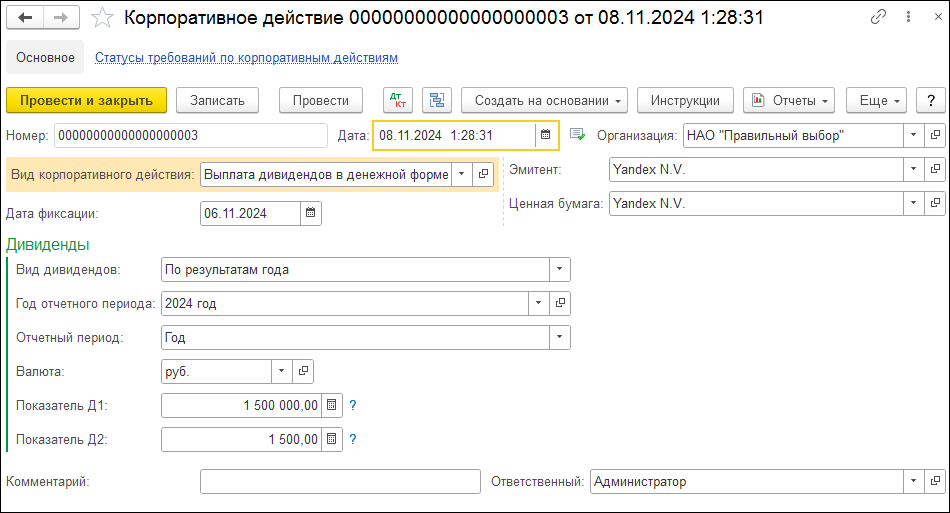 Корпоративное действие 00000000000000000003 от 08.11.2024 1:28:31
Основное Статусы требований по корпоративным действиям
Провести и закрыть Записать Провести Дт Кт Создать на основании Инструкции Отчеты Еще ?
Номер: 00000000000000000003 Дата: 08.11.2024 1:28:31 Организация: НАО "Правильный выбор"
Вид корпоративного действия: Выплата дивидендов в денежной форме Эмитент: Yandex N.V.
Дата фиксации: 06.11.2024 Ценная бумага: Yandex N.V.
Дивиденды
Вид дивидендов: По результатам года
Год отчетного периода: 2024 год
Отчетный период: Год
Валюта: руб.
Показатель Д1: 1 500 000,00 ?
Показатель Д2: 1 500,00 ?
Комментарий: Ответственный: Администратор